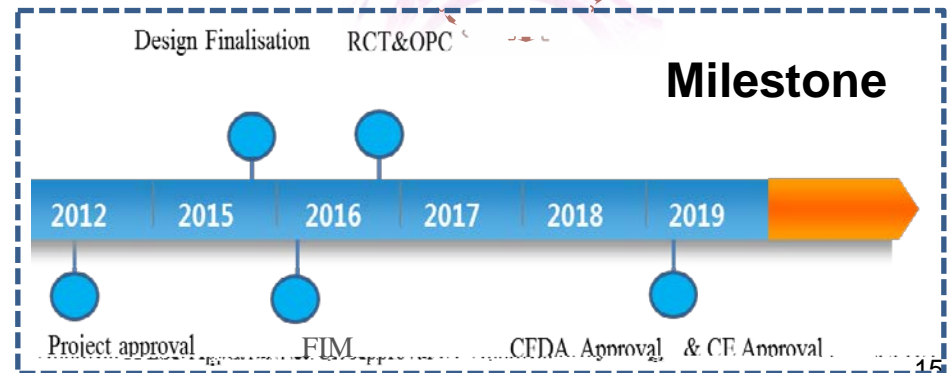 Design Finalisation RCT&OPC
Milestone
2012 2015 2016 2017 2018 2019
Project approval FIM CFDA Approval & CE Approval
15